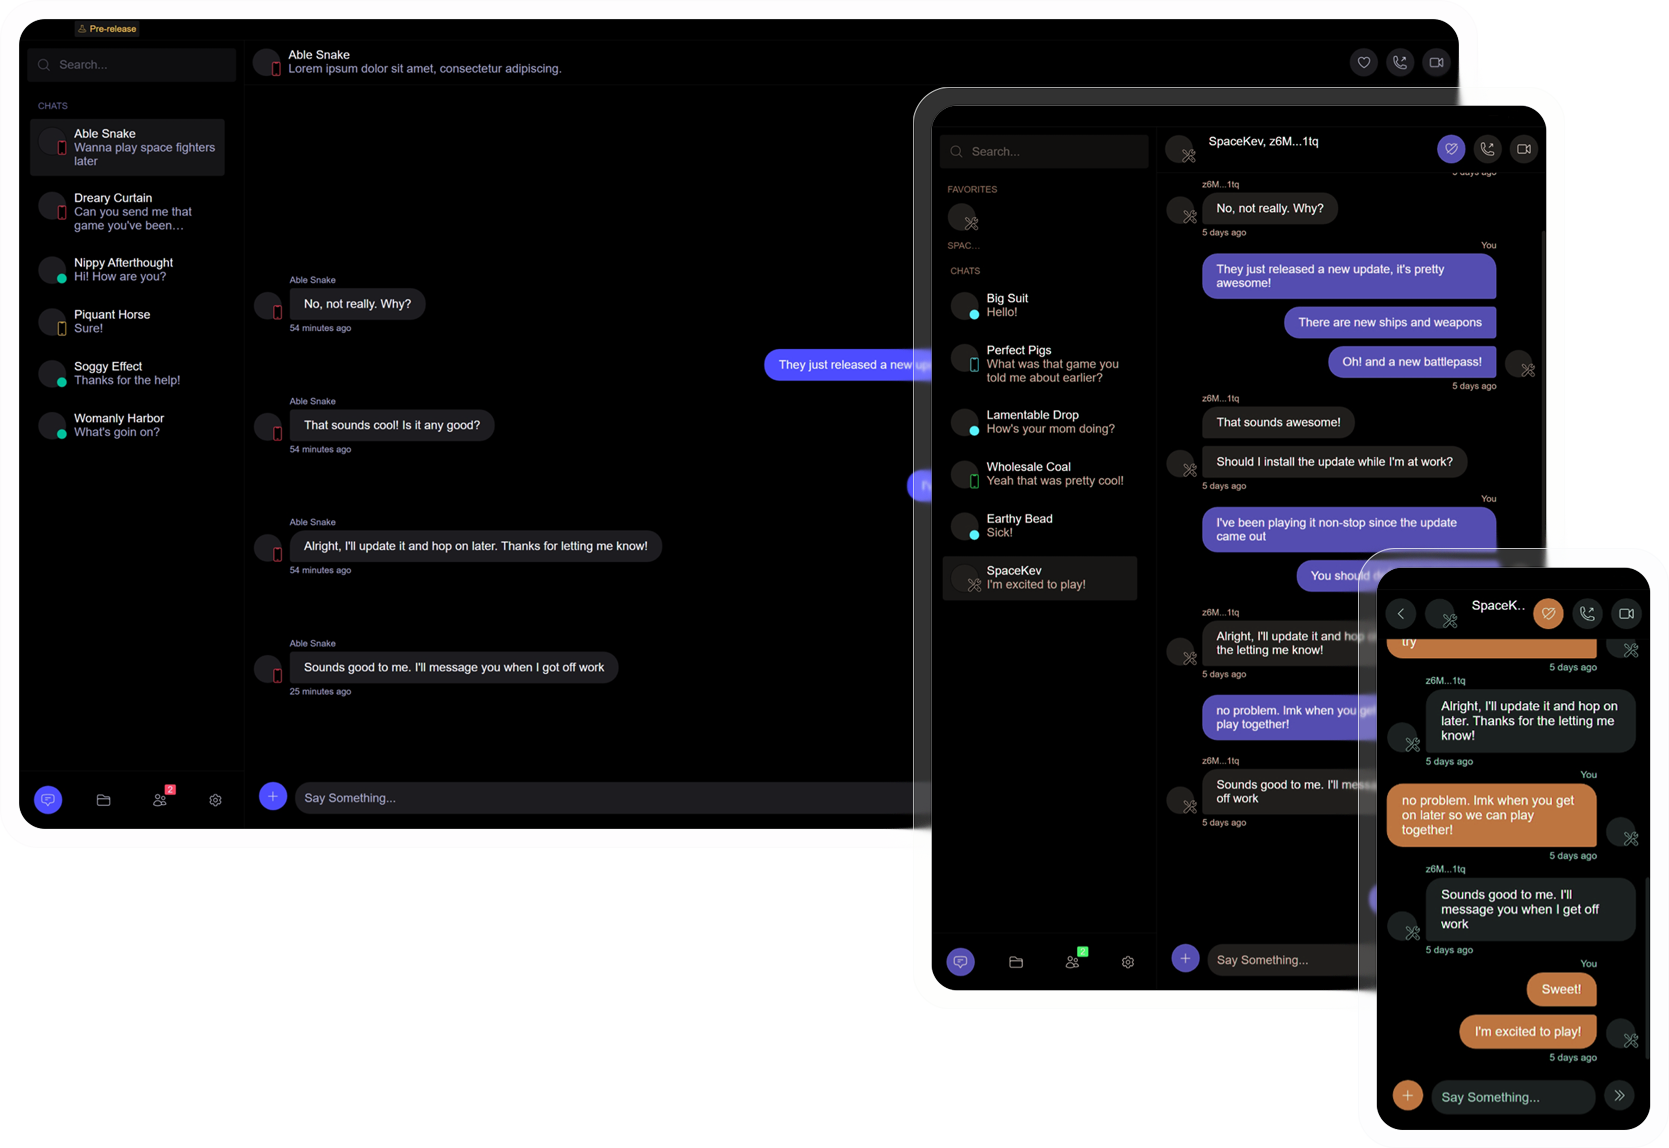 Pre-release
Search...
CHATS
Able Snake
Wanna play space fighters
later
Dreary Curtain
Can you send me that
game you've been…
Nippy Afterthought
Hi! How are you?
Piquant Horse
Sure!
Soggy Effect
Thanks for the help!
Womanly Harbor
What's goin on?
2
Able Snake
Lorem ipsum dolor sit amet, consectetur adipiscing.
Able Snake
No, not really. Why?
54 minutes ago
They just released a new
Able Snake
That sounds cool! Is it any good?
54 minutes ago
Able Snake
Alright, I'll update it and hop on later. Thanks for letting me know!
54 minutes ago
Able Snake
Sounds good to me. I'll message you when I got off work
25 minutes ago
Say Something...
Search...
FAVORITES
SPAC...
CHATS
Big Suit
Hello!
Perfect Pigs
What was that game you
told me about earlier?
Lamentable Drop
How's your mom doing?
Wholesale Coal
Yeah that was pretty cool!
Earthy Bead
Sick!
SpaceKev
I'm excited to play!
2
SpaceKev, z6M...1tq
5 days ago
z6M...1tq
No, not really. Why?
5 days ago
You
They just released a new update, it's pretty
awesome!
There are new ships and weapons
Oh! and a new battlepass!
5 days ago
z6M...1tq
That sounds awesome!
Should I install the update while I'm at work?
5 days ago
You
I've been playing it non-stop since the update
came out
You should
z6M...1tq
Alright, I'll update it and hop
the letting me know!
5 days ago
no problem. lmk when you get
play together!
z6M...1tq
Sounds good to me. I'll message
off work
5 days ago
Say Something...
SpaceK..
try
5 days ago
z6M...1tq
Alright, I'll update it and hop on
later. Thanks for the letting me
know!
5 days ago
You
no problem. lmk when you get
on later so we can play
together!
5 days ago
z6M...1tq
Sounds good to me. I'll
message you when I get off
work
5 days ago
You
Sweet!
I'm excited to play!
5 days ago
Say Something...